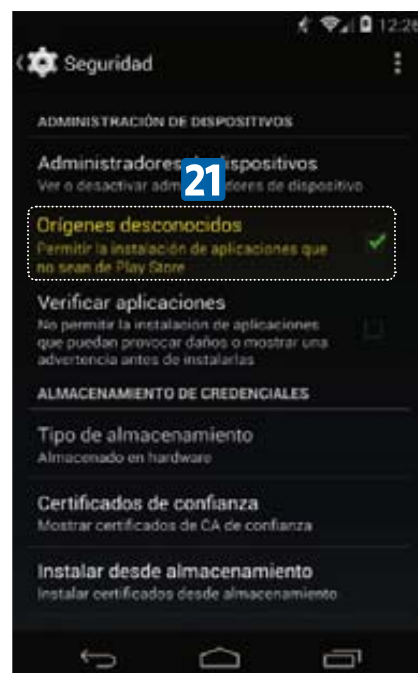 12:26
Seguridad
ADMINISTRACIÓN DE DISPOSITIVOS
Administradores dispositivos
21
Ver o desactivar administradores de dispositivo
Orígenes desconocidos
Permitir la instalación de aplicaciones que
no sean de Play Store
Verificar aplicaciones
No permitir la instalación de aplicaciones
que puedan provocar daños o mostrar una
advertencia antes de instalarlas
ALMACENAMIENTO DE CREDENCIALES
Tipo de almacenamiento
Almacenado en hardware
Certificados de confianza
Mostrar certificados de CA de confianza
Instalar desde almacenamiento
Instalar certificados desde almacenamiento